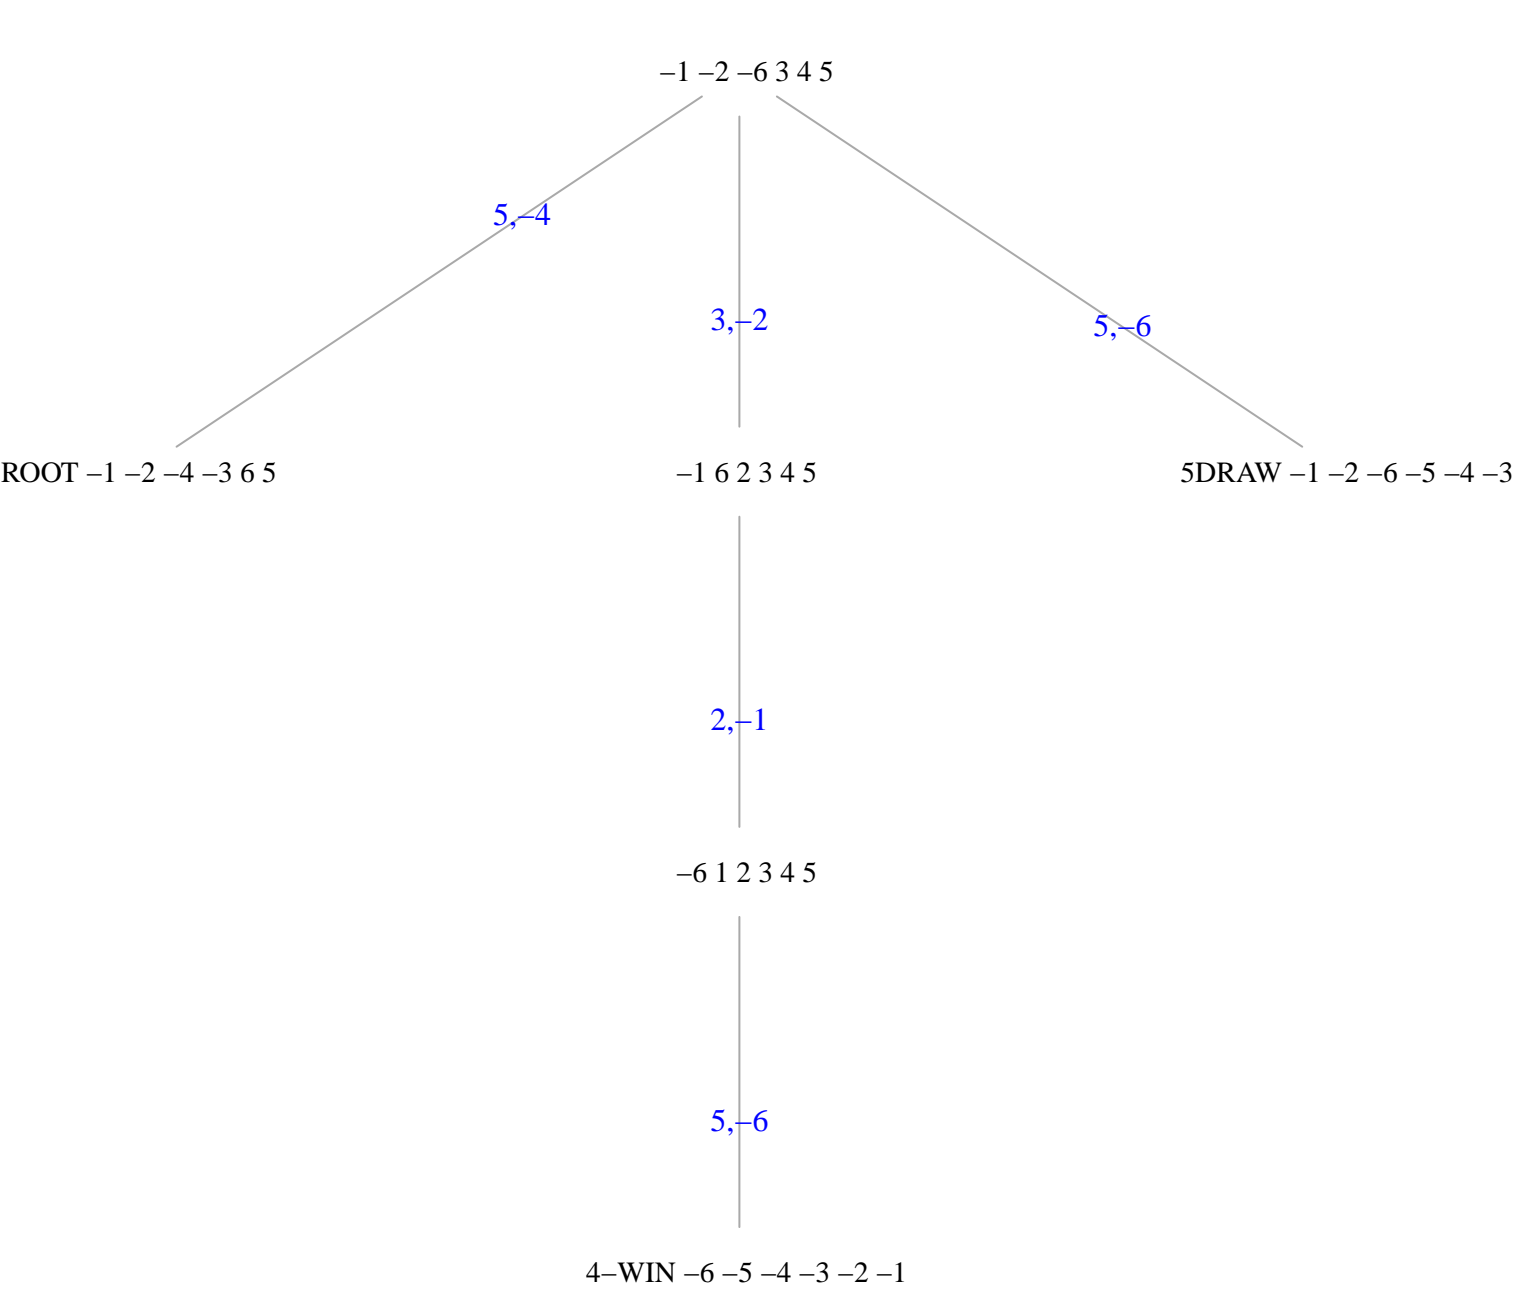 –1 –2 –6 3 4 5
5,–4
3,–2
5,–6
ROOT –1 –2 –4 –3 6 5
–1 6 2 3 4 5
5DRAW –1 –2 –6 –5 –4 –3
2,–1
–6 1 2 3 4 5
5,–6
4–WIN –6 –5 –4 –3 –2 –1